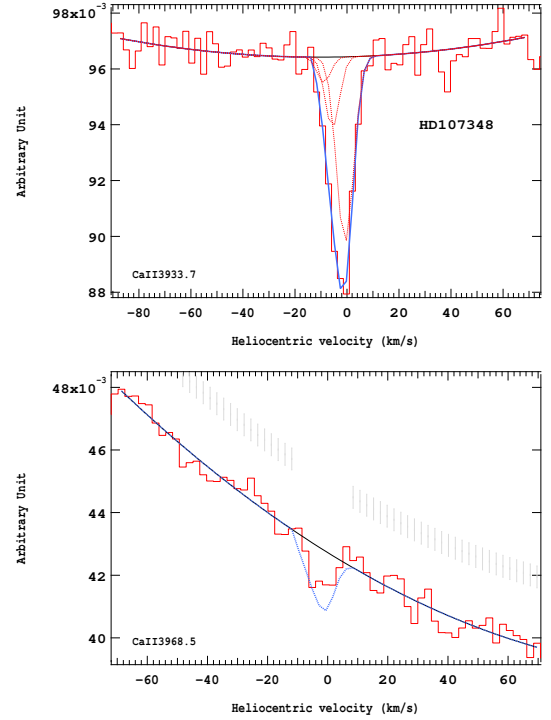 98x10⁻³
96
94
92
90
88
Arbitrary Unit
HD107348
CaII3933.7
-80 -60 -40 -20 0 20 40 60
Heliocentric velocity (km/s)
48x10⁻³
46
44
42
40
Arbitrary Unit
CaII3968.5
-60 -40 -20 0 20 40 60
Heliocentric velocity (km/s)